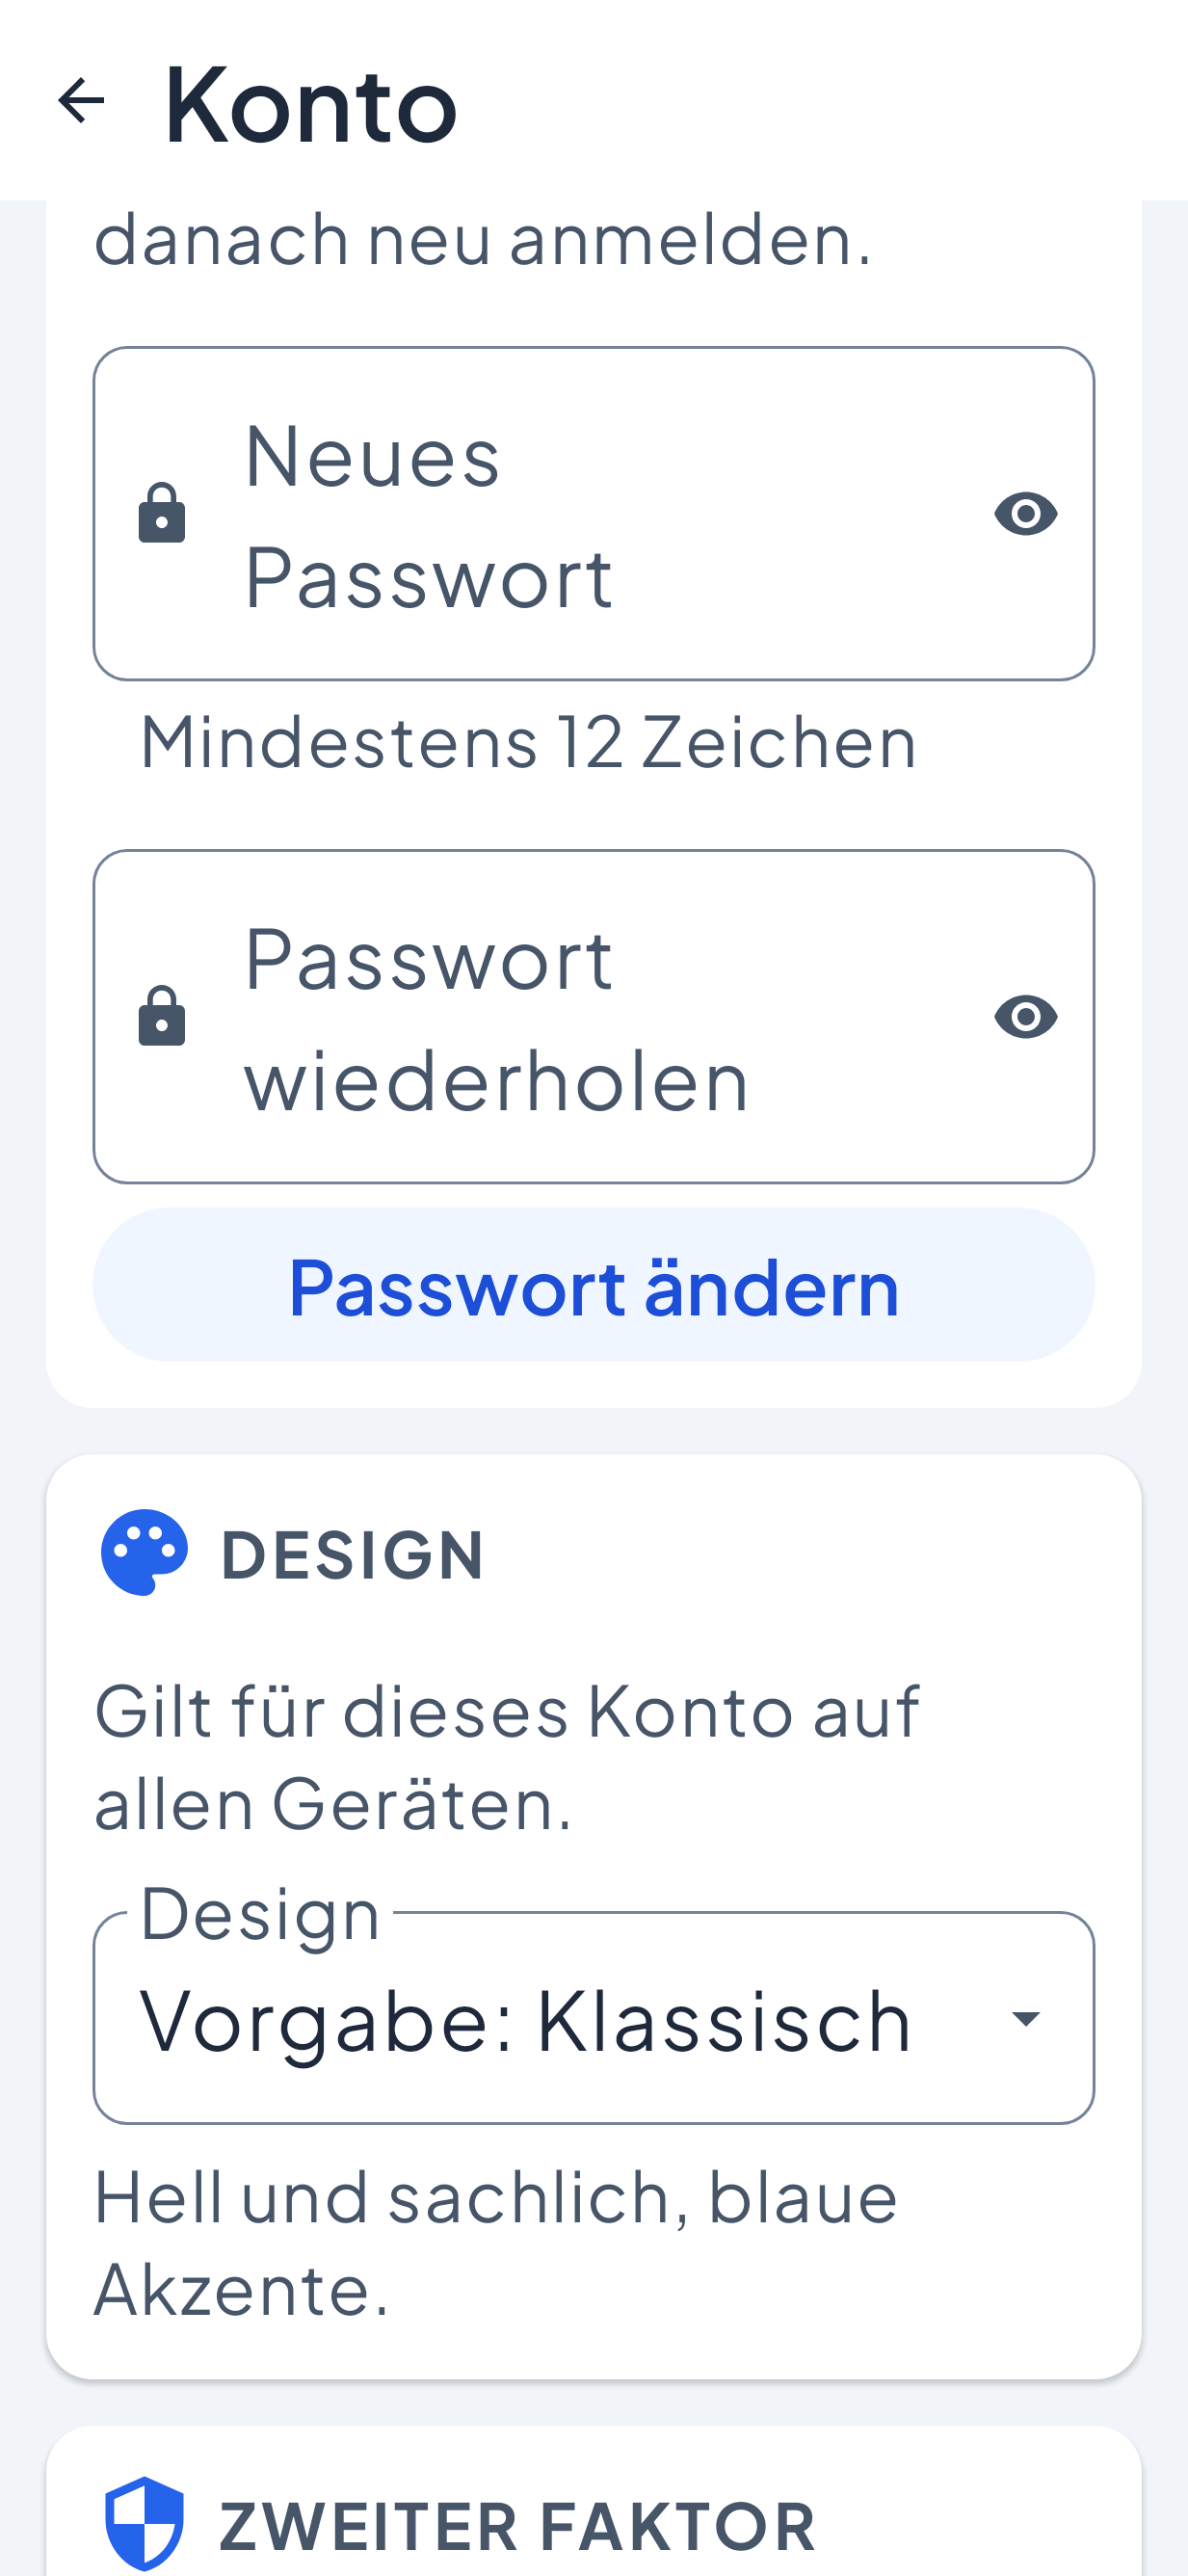 Konto
danach neu anmelden.
Neues
Passwort
Mindestens 12 Zeichen
Passwort
wiederholen
Passwort ändern
DESIGN
Gilt für dieses Konto auf
allen Geräten.
Design
Vorgabe: Klassisch
Hell und sachlich, blaue
Akzente.
ZWEITER FAKTOR